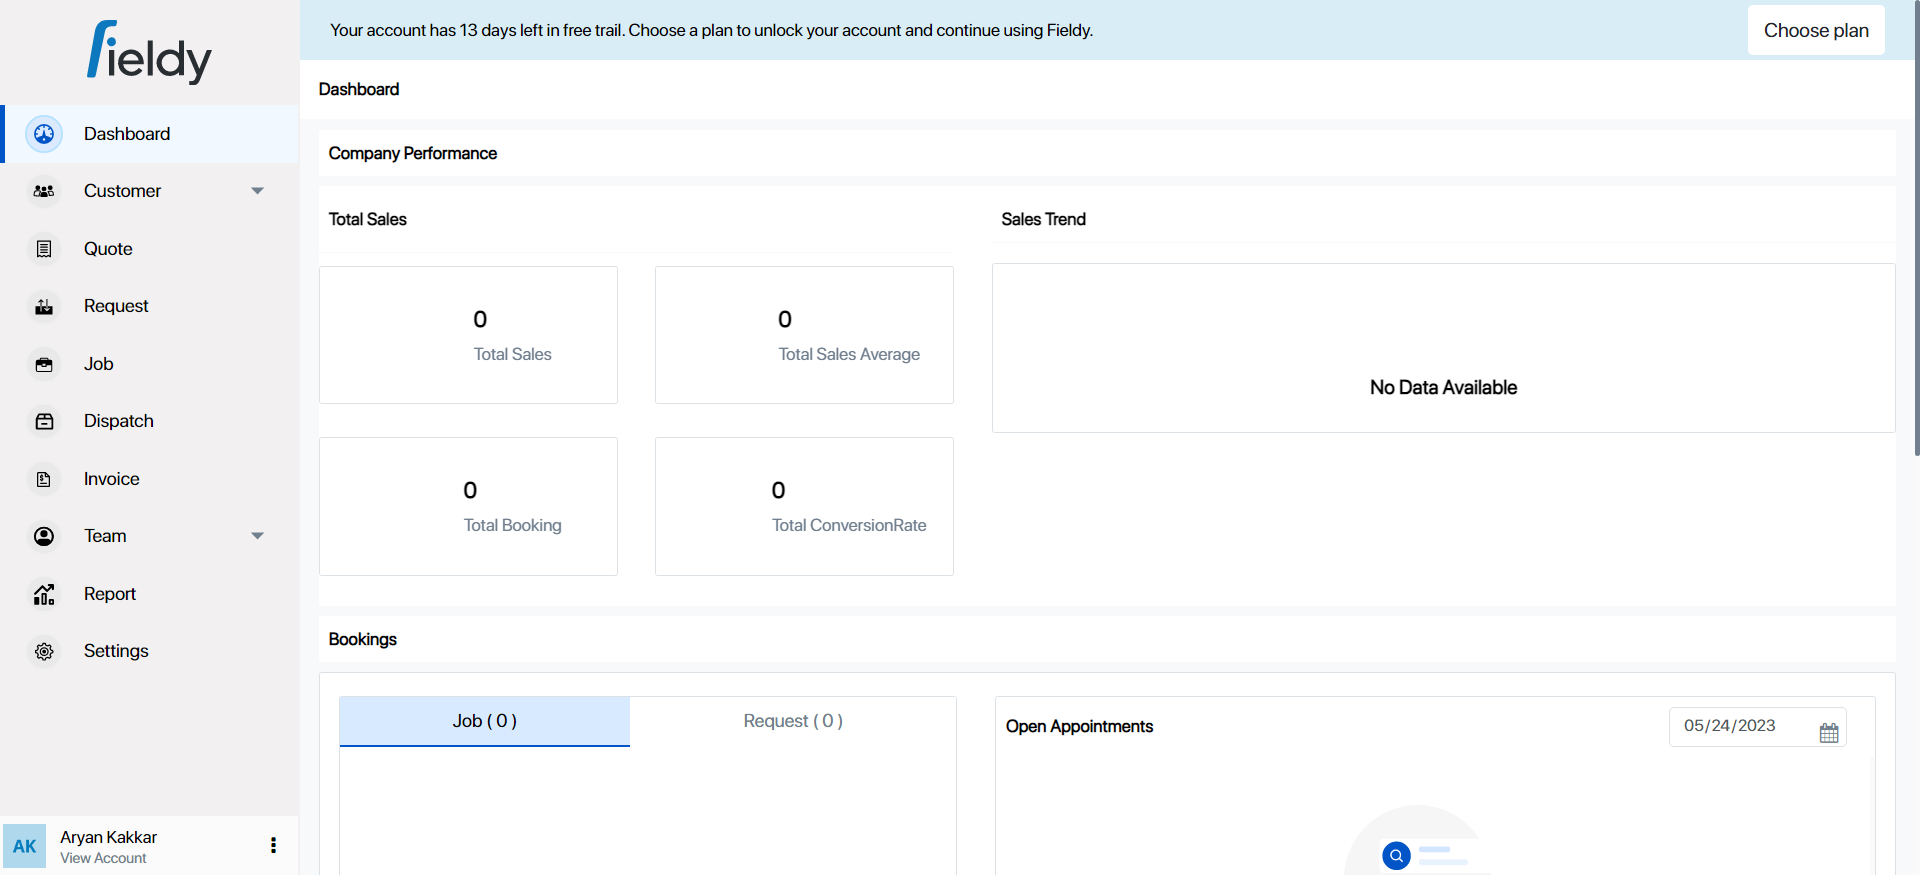 fieldy
Your account has 13 days left in free trail. Choose a plan to unlock your account and continue using Fieldy.
Choose plan
Dashboard
Customer
Quote
Request
Job
Dispatch
Invoice
Team
Report
Settings
AK
Aryan Kakkar
View Account
Dashboard
Company Performance
Total Sales
0
Total Sales
0
Total Sales Average
0
Total Booking
0
Total ConversionRate
Sales Trend
No Data Available
Bookings
Job ( 0 )
Request ( 0 )
Open Appointments
05/24/2023